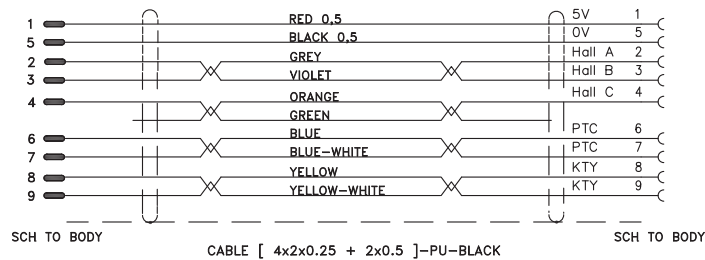 1 RED 0,5 5V 1
5 BLACK 0,5 0V 5
2 GREY Hall A 2
3 VIOLET Hall B 3
4 ORANGE Hall C 4
GREEN
6 BLUE PTC 6
7 BLUE-WHITE PTC 7
8 YELLOW KTY 8
9 YELLOW-WHITE KTY 9
SCH TO BODY SCH TO BODY
CABLE [ 4x2x0.25 + 2x0.5 ]-PU-BLACK